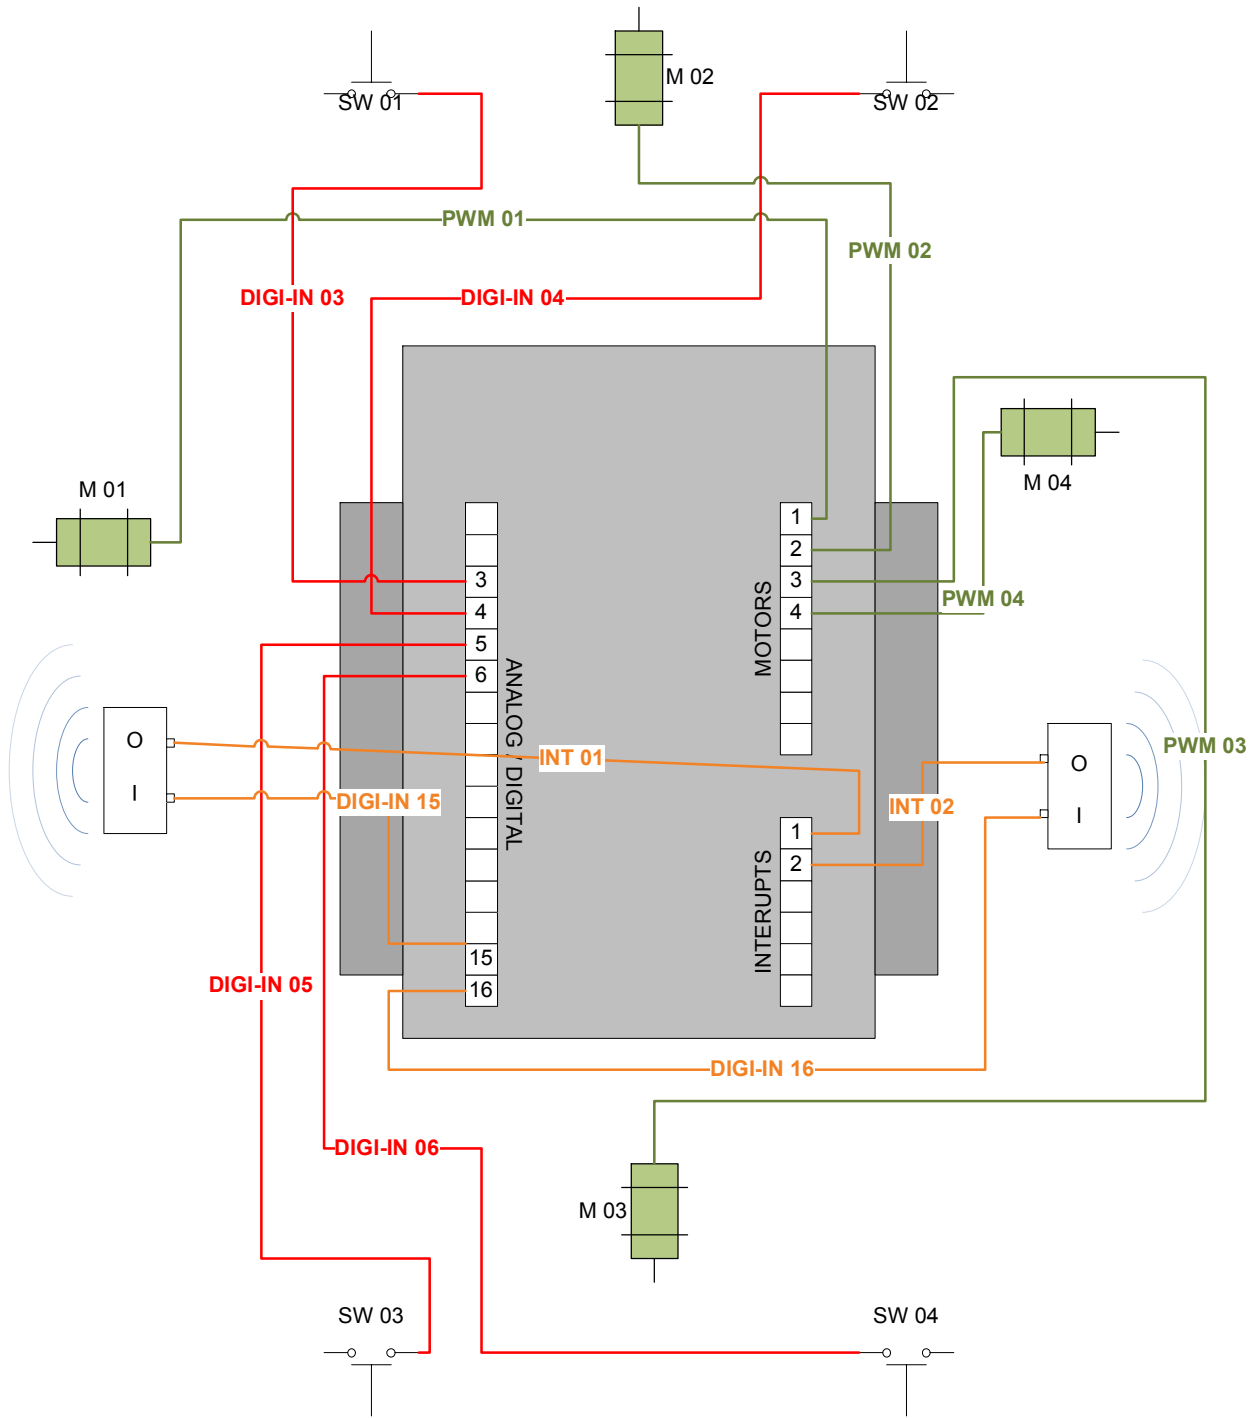 SW 01
M 02
SW 02
PWM 01
PWM 02
DIGI-IN 03
DIGI-IN 04
M 01
M 04
1
2
3
4
3
4
5
6
MOTORS
PWM 04
ANALOG / DIGITAL
O
I
INT 01
DIGI-IN 15
PWM 03
O
I
INT 02
1
2
INTERUPTS
15
16
DIGI-IN 05
DIGI-IN 16
DIGI-IN 06
M 03
SW 03
SW 04